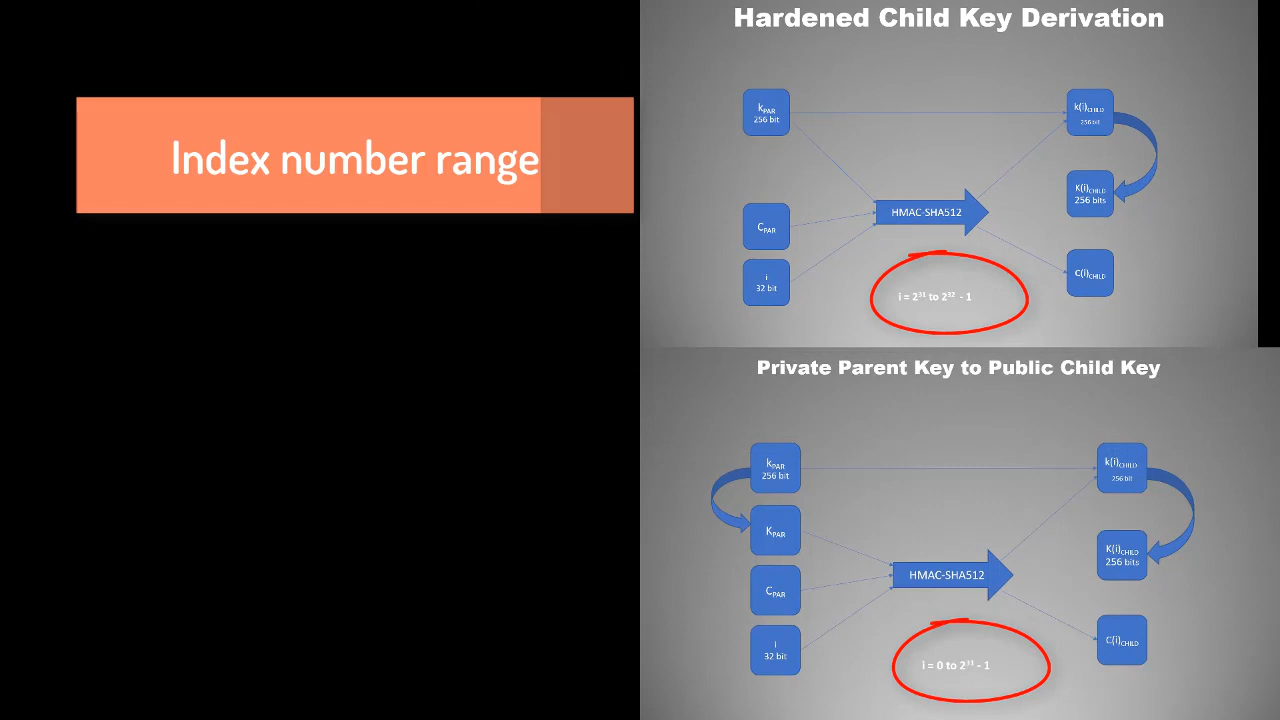 Index number range
Hardened Child Key Derivation
kPAR
256 bit
k(i)CHILD
256 bit
K(i)CHILD
256 bits
HMAC-SHA512
CPAR
i
32 bit
C(i)CHILD
i = 2³¹ to 2³² - 1
Private Parent Key to Public Child Key
kPAR
256 bit
k(i)CHILD
256 bit
KPAR
K(i)CHILD
256 bits
HMAC-SHA512
CPAR
i
32 bit
C(i)CHILD
i = 0 to 2³¹ - 1